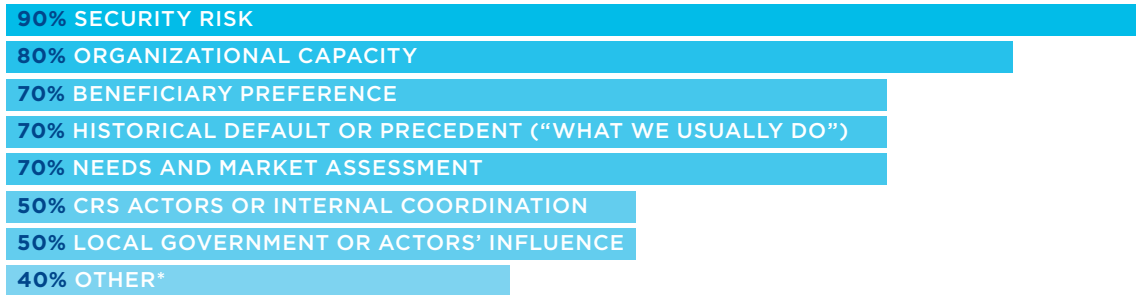 90% SECURITY RISK
80% ORGANIZATIONAL CAPACITY
70% BENEFICIARY PREFERENCE
70% HISTORICAL DEFAULT OR PRECEDENT (“WHAT WE USUALLY DO”)
70% NEEDS AND MARKET ASSESSMENT
50% CRS ACTORS OR INTERNAL COORDINATION
50% LOCAL GOVERNMENT OR ACTORS’ INFLUENCE
40% OTHER*